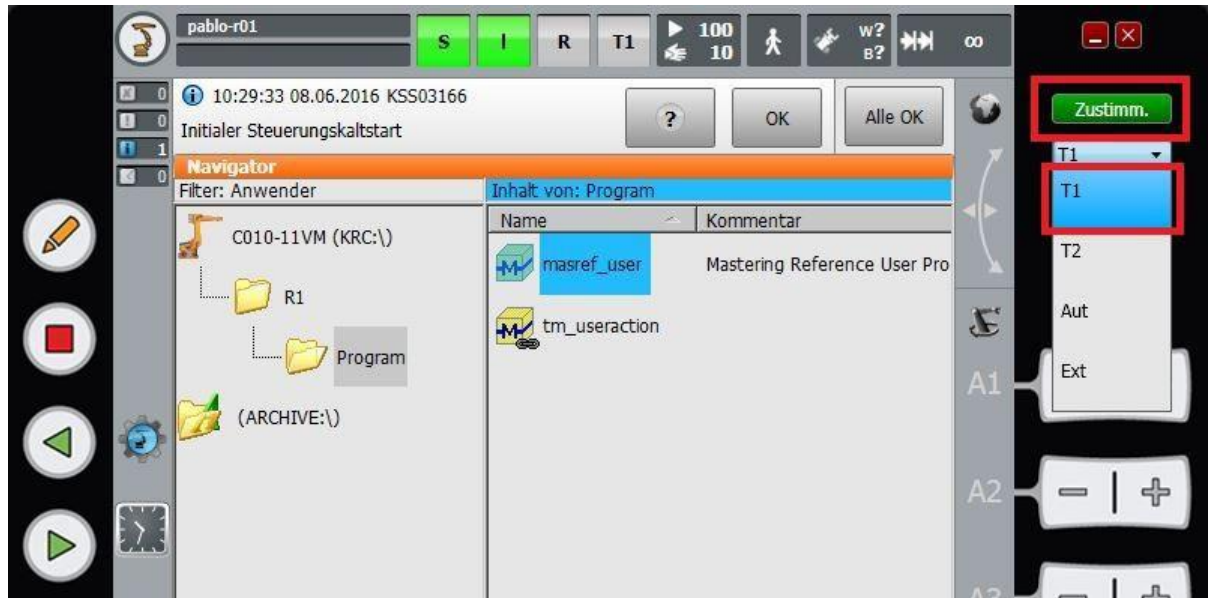 pablo-r01
S
I
R
T1
100
10
W?
B?
∞
0
0
1
0
10:29:33 08.06.2016 KSS03166
Initialer Steuerungskaltstart
?
OK
Alle OK
Navigator
Filter: Anwender
Inhalt von: Program
C010-11VM (KRC:\)
R1
Program
(ARCHIVE:\)
Name
Kommentar
masref_user
Mastering Reference User Pro
tm_useraction
A1
A2
A3
Zustimm.
T1
T1
T2
Aut
Ext